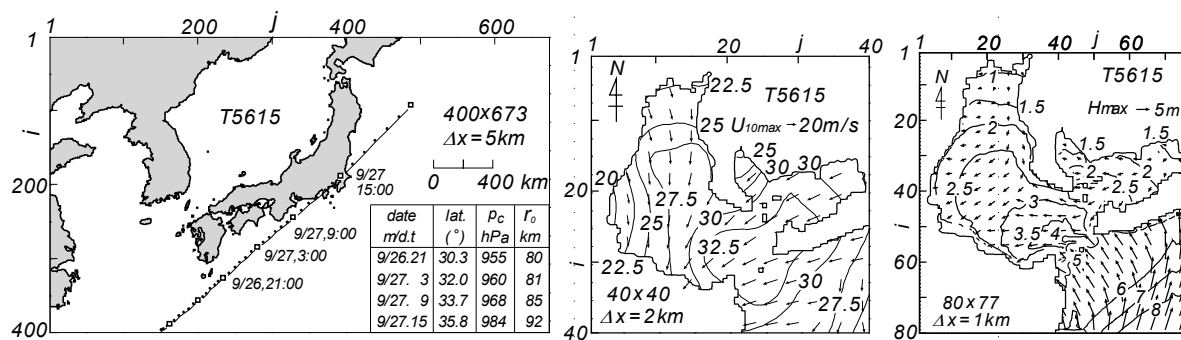 1 200 j 400 600
1
i
200
400
T5615
400x673
Δx=5km
0 400 km
9/27
15:00
9/27,9:00
9/27,3:00
9/26,21:00
date lat. pc r₀
m/d.t (°) hPa km
9/26.21 30.3 955 80
9/27. 3 32.0 960 81
9/27. 9 33.7 968 85
9/27.15 35.8 984 92
1 20 j 40
1
20
i
40
N
T5615
U10max→20m/s
22.5
25
25
30 30
20
27.5
25
30
32.5
22.5
30
27.5
40x40
Δx=2km
1 20 40 j 60
1
20
i
40
60
80
N
T5615
Hmax→5m
1
1.5
2
1.5
1.5
2 2
2.5
2.5
3
3.5 4
5
6
7
8
80x77
Δx=1km